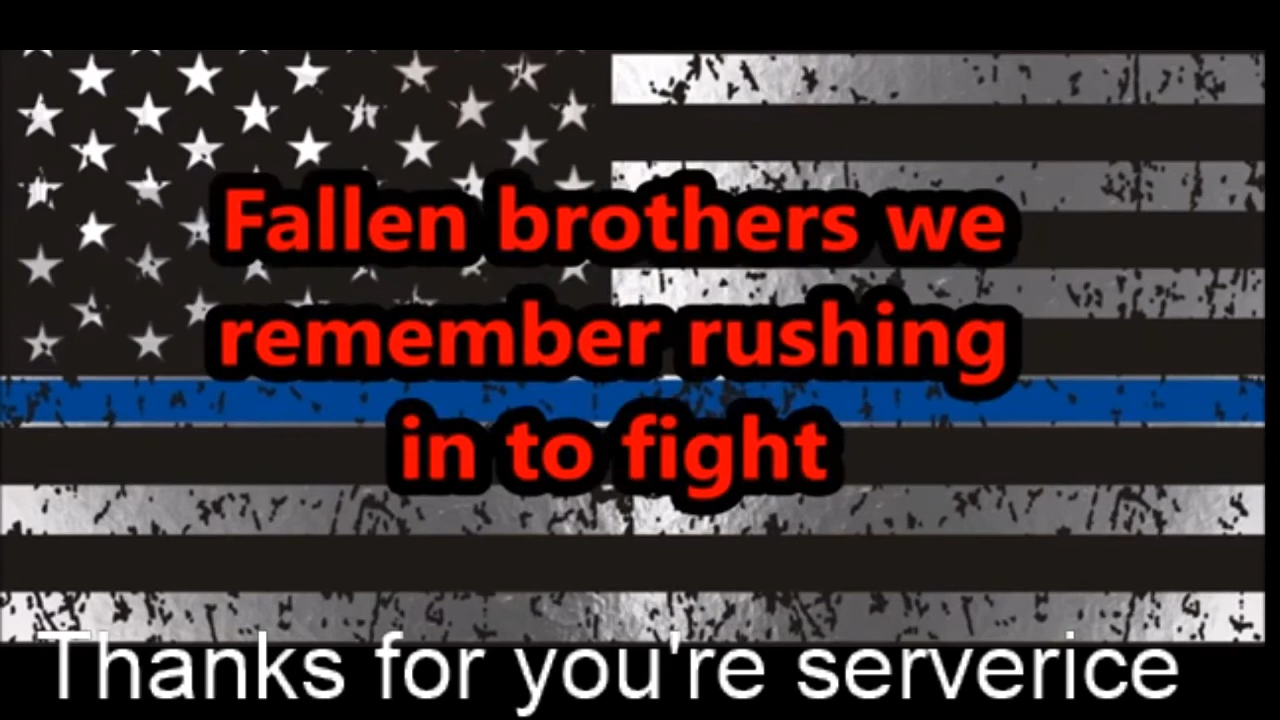 Fallen brothers we
remember rushing
in to fight
Thanks for you're serverice